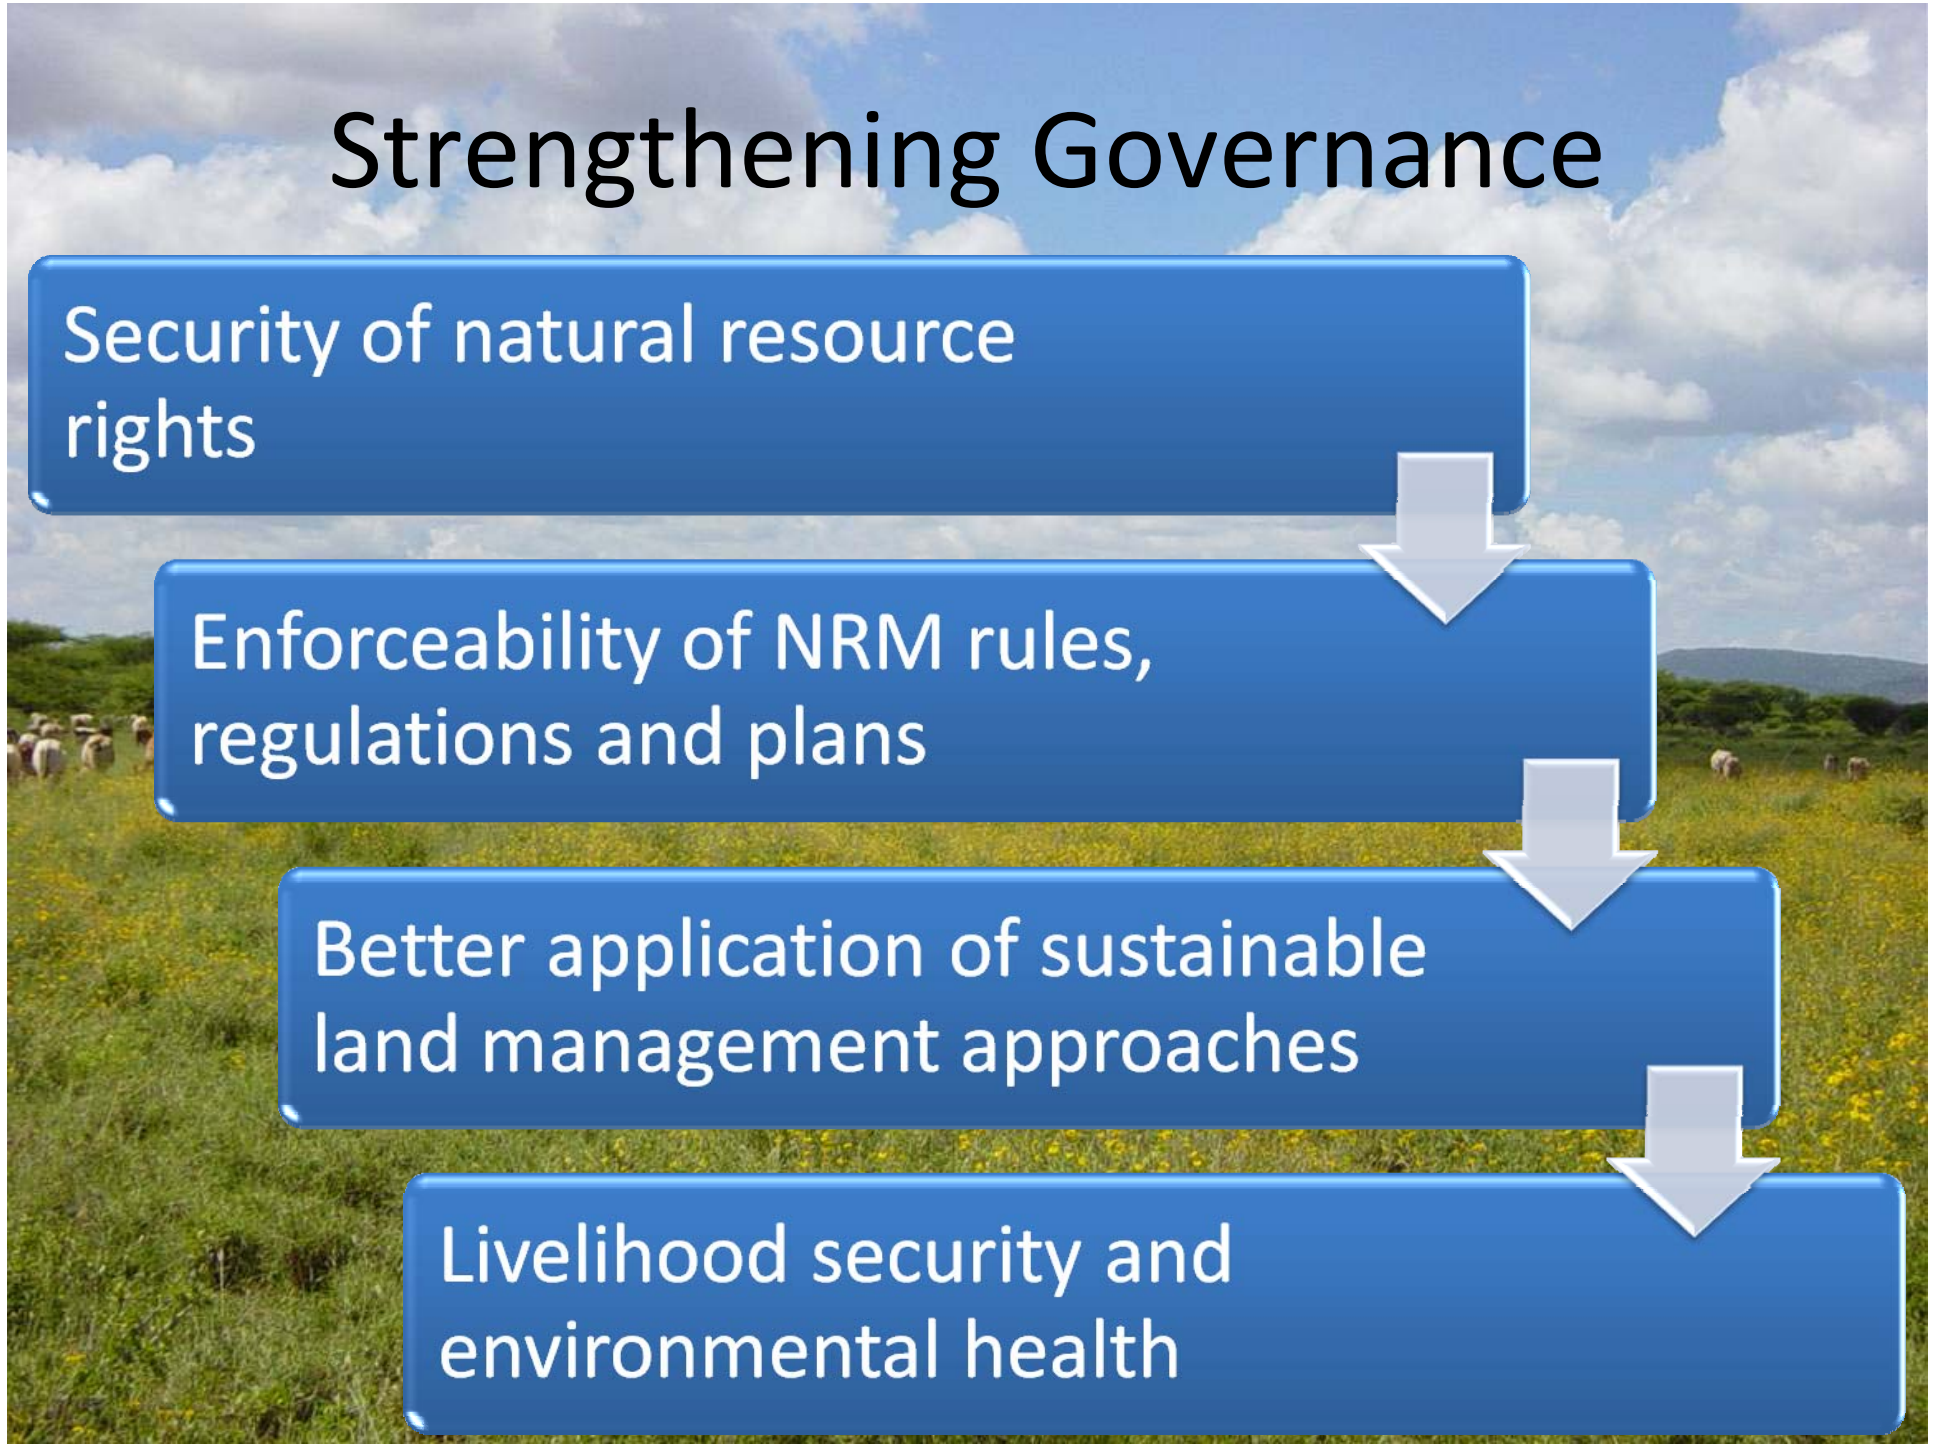 Strengthening Governance
Security of natural resource
rights
Enforceability of NRM rules,
regulations and plans
Better application of sustainable
land management approaches
Livelihood security and
environmental health